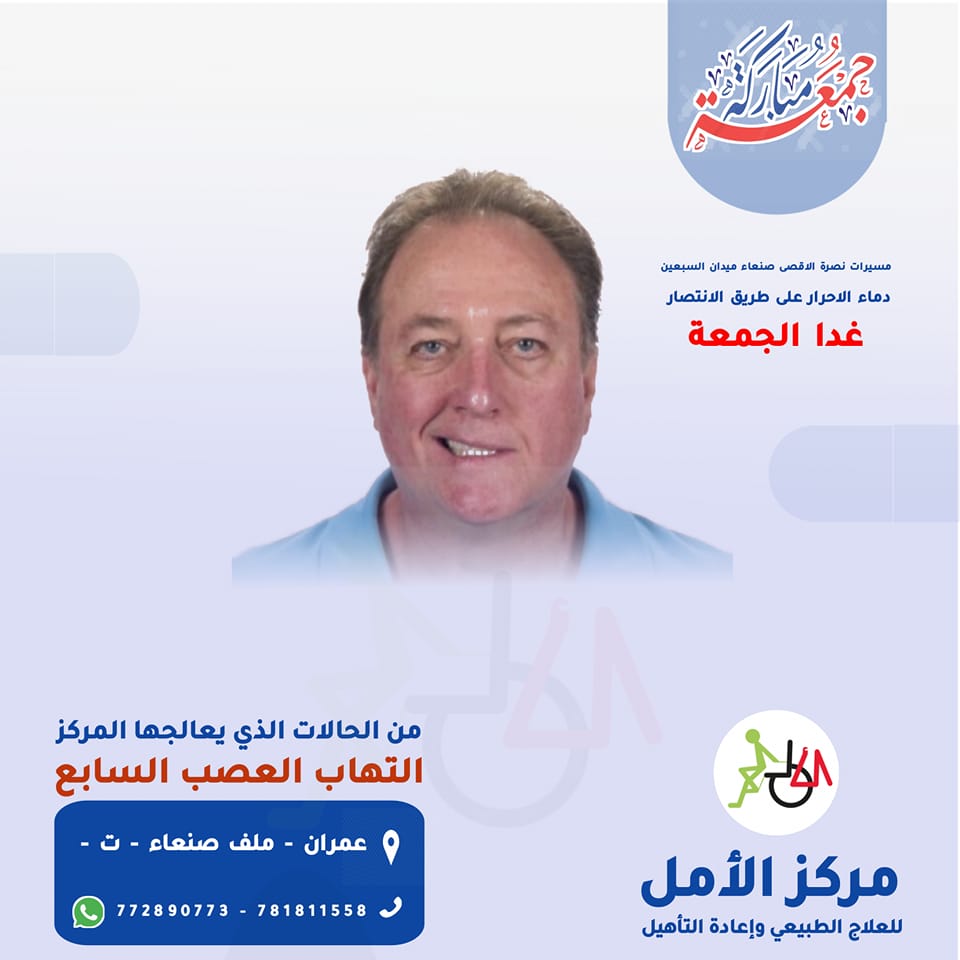 جمعة مباركة
مسيرات نصرة الاقصى صنعاء ميدان السبعين
دماء الاحرار على طريق الانتصار
غدا الجمعة
من الحالات الذي يعالجها المركز
التهاب العصب السابع
عمران - ملف صنعاء - ت -
772890773 - 781811558
مركز الأمل
للعلاج الطبيعي وإعادة التأهيل